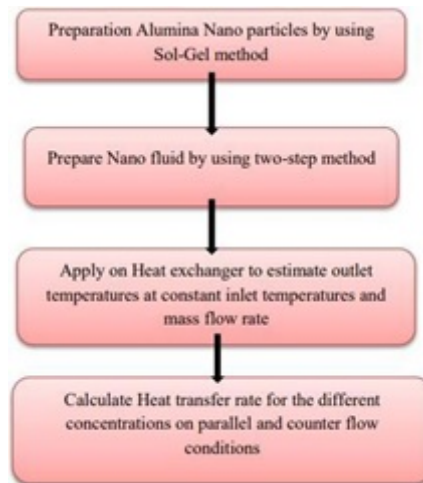 Preparation Alumina Nano particles by using
Sol-Gel method
Prepare Nano fluid by using two-step method
Apply on Heat exchanger to estimate outlet
temperatures at constant inlet temperatures and
mass flow rate
Calculate Heat transfer rate for the different
concentrations on parallel and counter flow
conditions